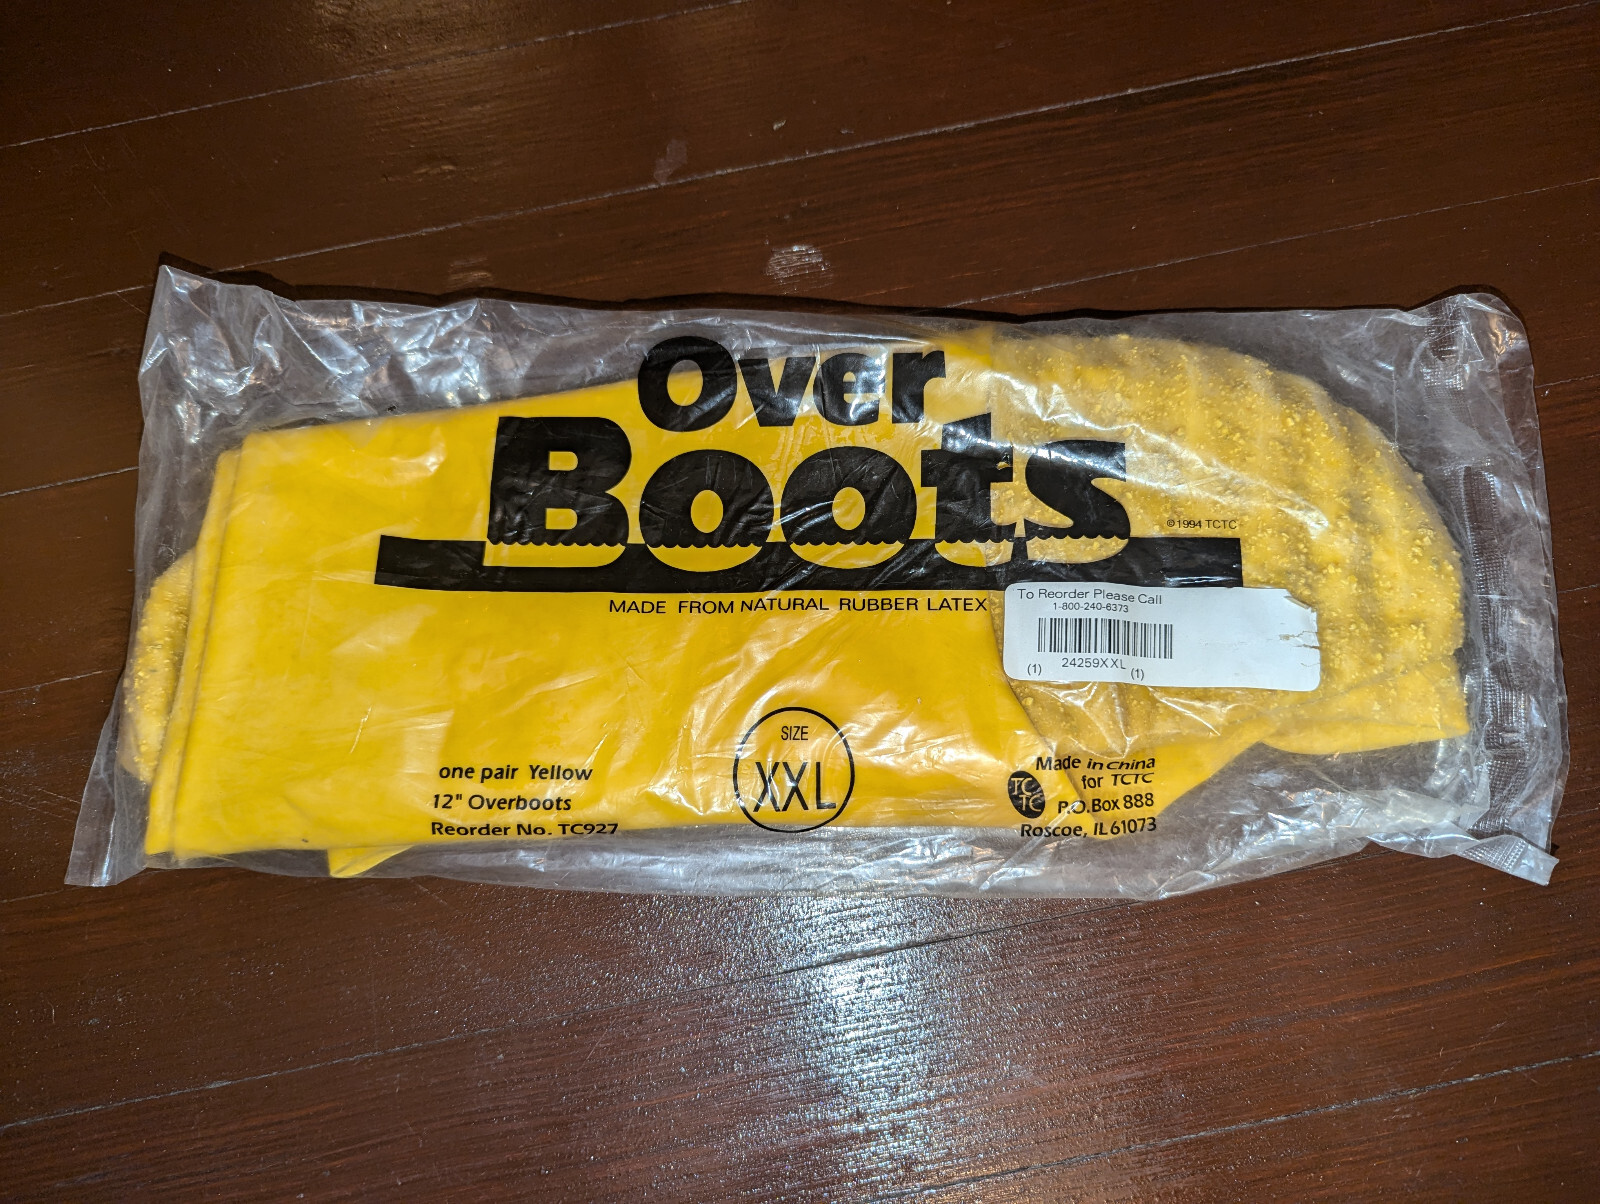 Over
Boots
©1994 TCTC
MADE FROM NATURAL RUBBER LATEX
To Reorder Please Call
1-800-240-6373
24259XXL
(1) (1)
SIZE
XXL
one pair Yellow
12" Overboots
Reorder No. TC927
TC
TC
Made in China
for TCTC
P.O.Box 888
Roscoe, IL 61073